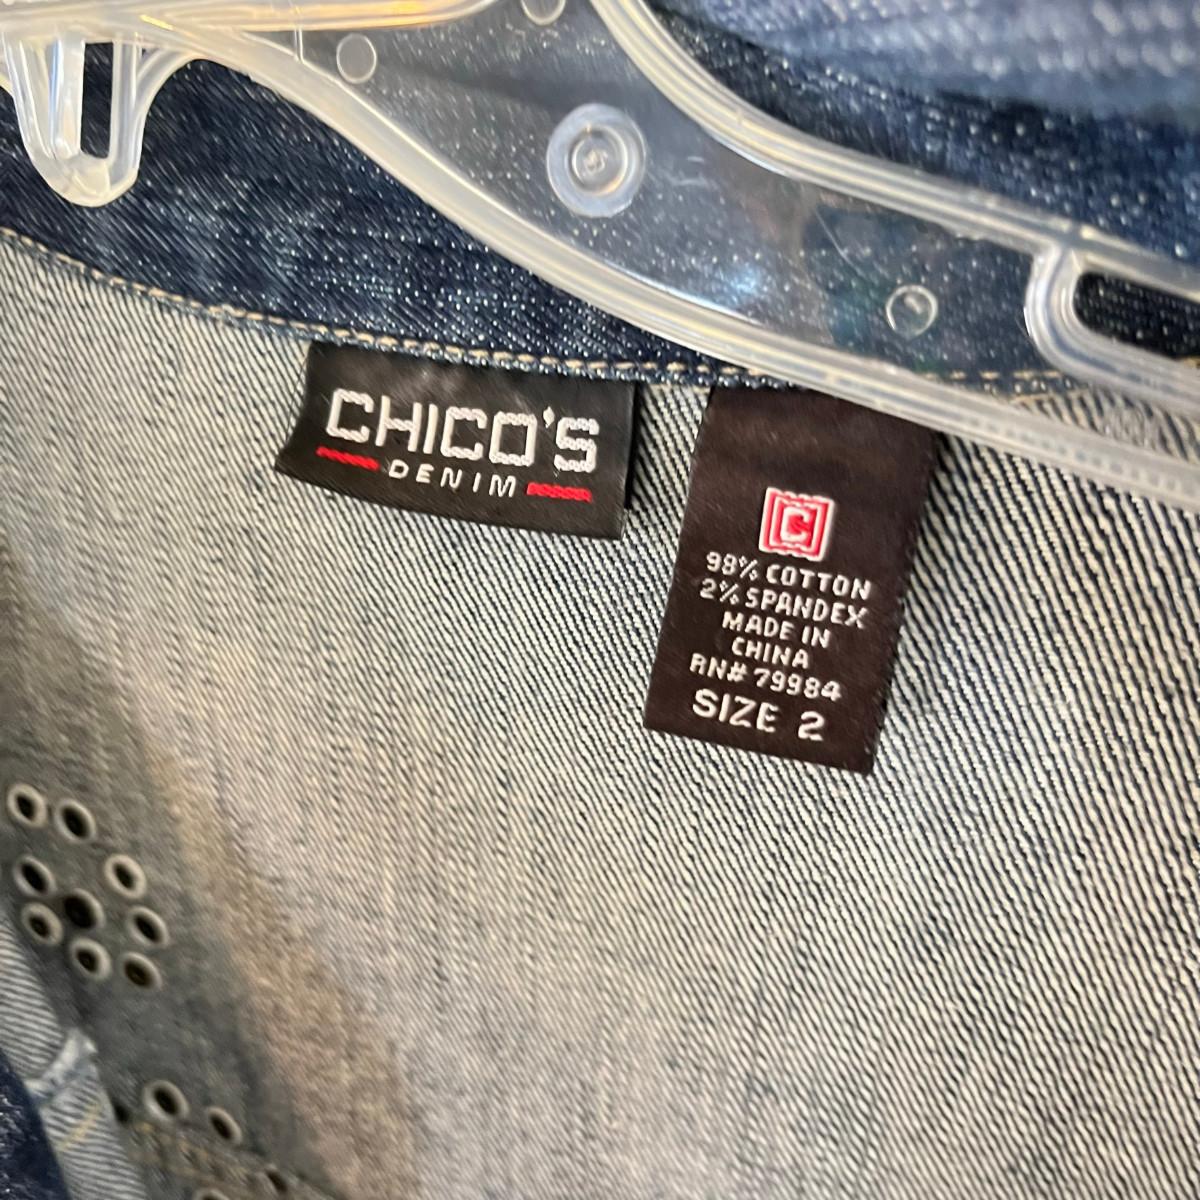 CHICO'S
DENIM
C
98% COTTON
2% SPANDEX
MADE IN
CHINA
RN# 79984
SIZE 2